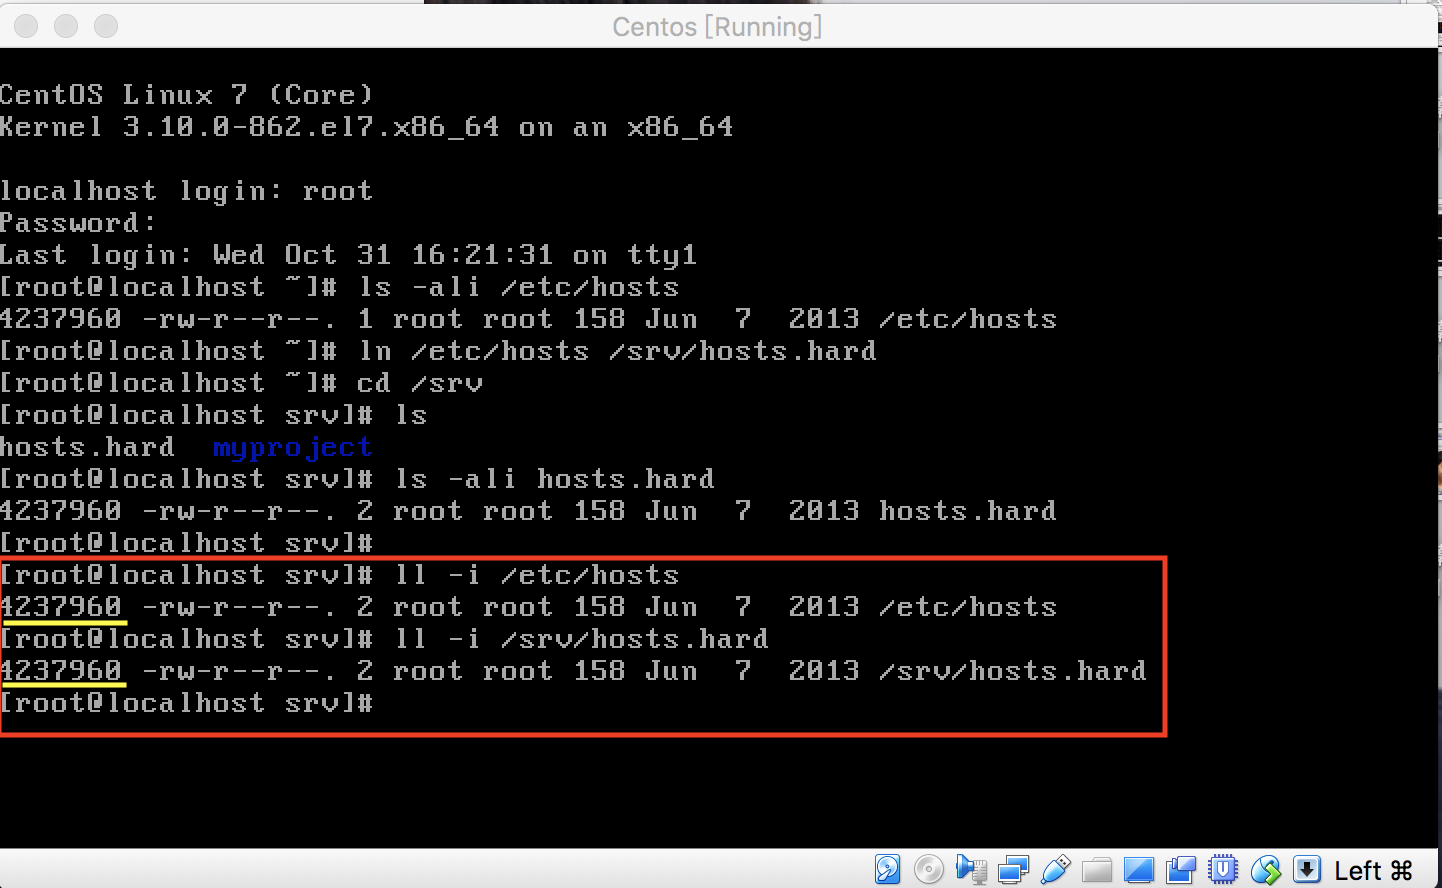 Centos [Running]
CentOS Linux 7 (Core)
Kernel 3.10.0-862.el7.x86_64 on an x86_64
localhost login: root
Password:
Last login: Wed Oct 31 16:21:31 on tty1
[root@localhost ~]# ls -ali /etc/hosts
4237960 -rw-r--r--. 1 root root 158 Jun  7  2013 /etc/hosts
[root@localhost ~]# ln /etc/hosts /srv/hosts.hard
[root@localhost ~]# cd /srv
[root@localhost srv]# ls
hosts.hard  myproject
[root@localhost srv]# ls -ali hosts.hard
4237960 -rw-r--r--. 2 root root 158 Jun  7  2013 hosts.hard
[root@localhost srv]#
[root@localhost srv]# ll -i /etc/hosts
4237960 -rw-r--r--. 2 root root 158 Jun  7  2013 /etc/hosts
[root@localhost srv]# ll -i /srv/hosts.hard
4237960 -rw-r--r--. 2 root root 158 Jun  7  2013 /srv/hosts.hard
[root@localhost srv]#
Left ⌘